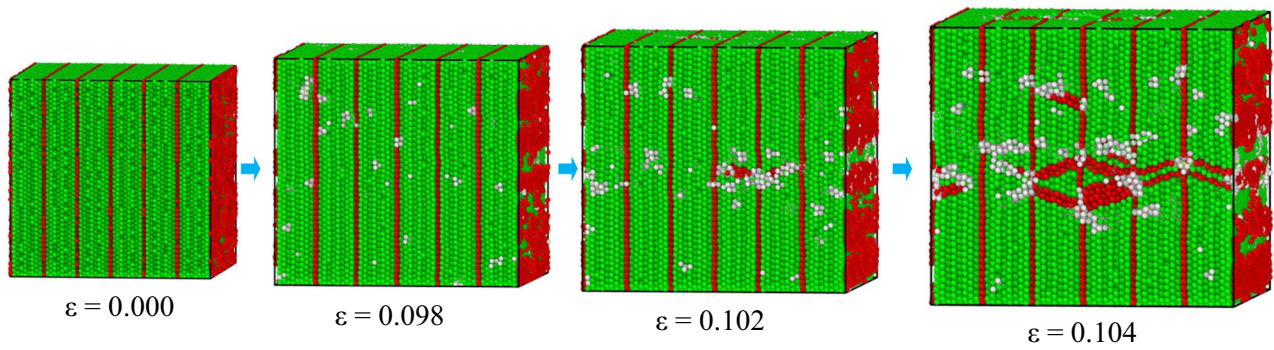 ε = 0.000
ε = 0.098
ε = 0.102
ε = 0.104